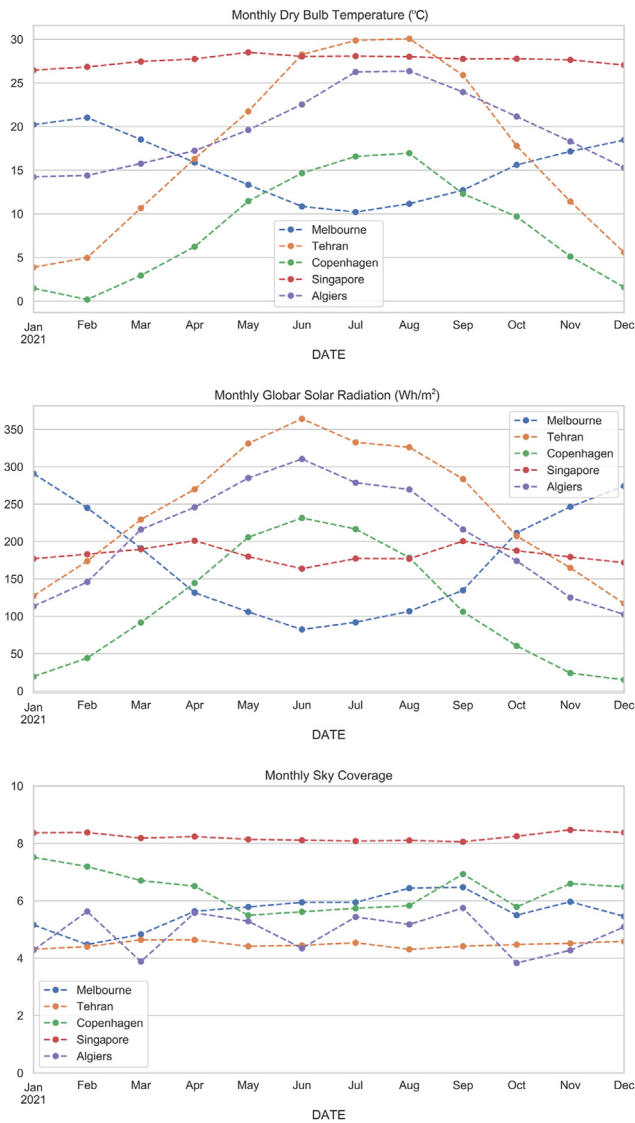 Monthly Dry Bulb Temperature (ºC)
30
25
20
15
10
5
0
Melbourne
Tehran
Copenhagen
Singapore
Algiers
Jan Feb Mar Apr May Jun Jul Aug Sep Oct Nov Dec
2021
DATE
Monthly Globar Solar Radiation (Wh/m²)
350
300
250
200
150
100
50
0
Melbourne
Tehran
Copenhagen
Singapore
Algiers
Jan Feb Mar Apr May Jun Jul Aug Sep Oct Nov Dec
2021
DATE
Monthly Sky Coverage
10
8
6
4
2
0
Melbourne
Tehran
Copenhagen
Singapore
Algiers
Jan Feb Mar Apr May Jun Jul Aug Sep Oct Nov Dec
2021
DATE